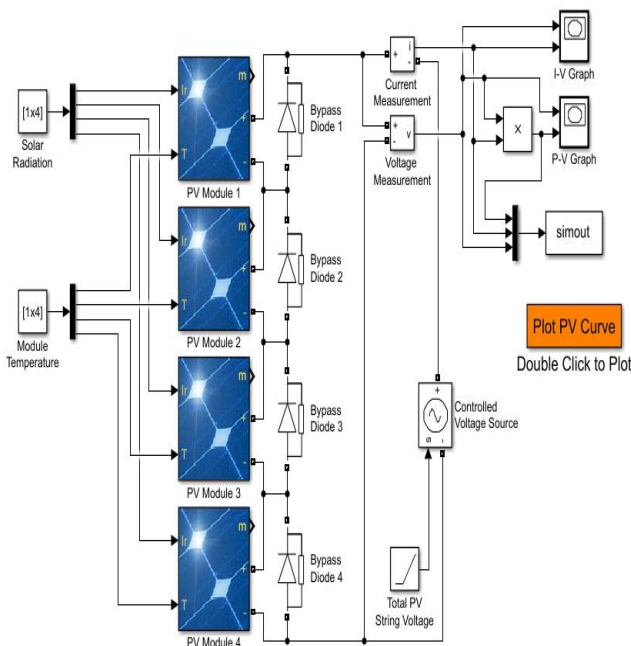 [1x4]
Solar
Radiation
[1x4]
Module
Temperature
Ir
T
m
+
-
PV Module 1
Ir
T
m
+
-
PV Module 2
Ir
T
m
+
-
PV Module 3
Ir
T
m
+
-
PV Module 4
Bypass
Diode 1
Bypass
Diode 2
Bypass
Diode 3
Bypass
Diode 4
+
i
-
Current
Measurement
+
-
v
Voltage
Measurement
×
I-V Graph
P-V Graph
simout
Plot PV Curve
Double Click to Plot
+
s
-
Controlled
Voltage Source
Total PV
String Voltage